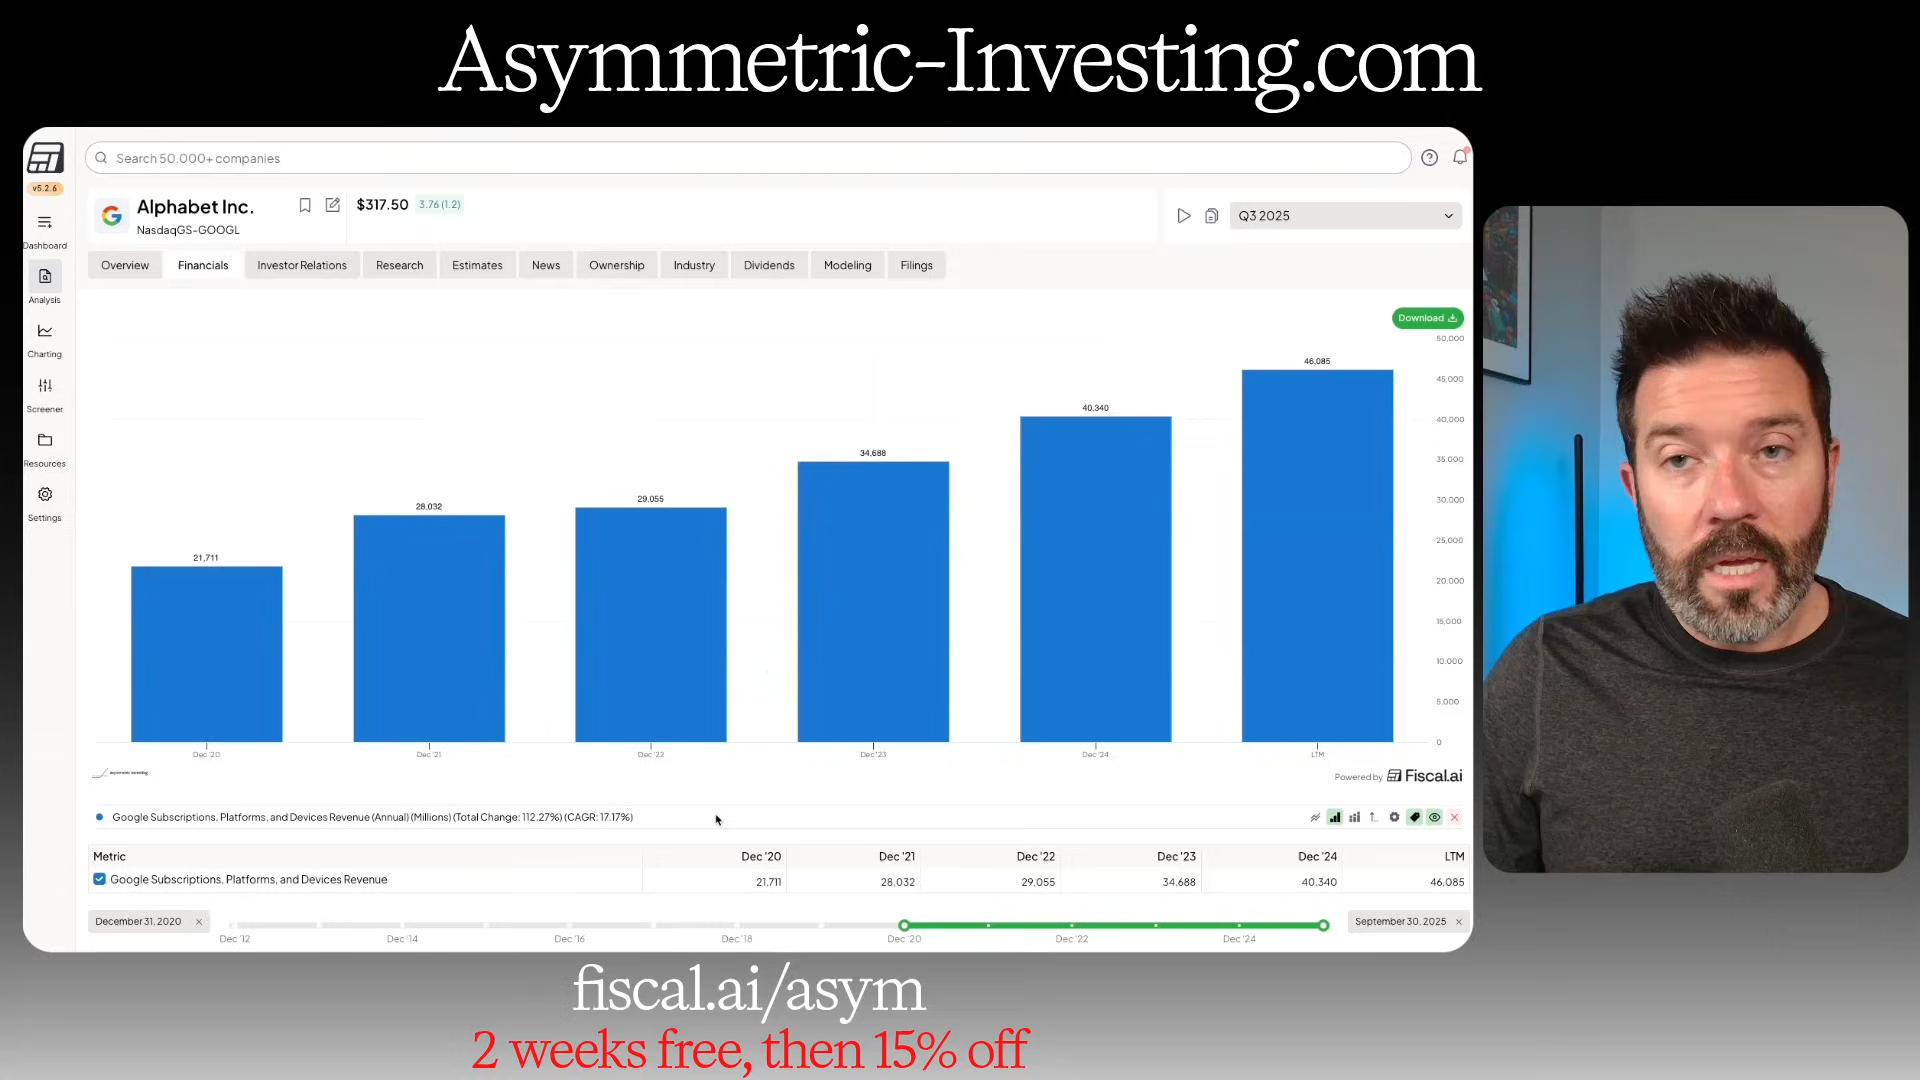 Asymmetric-Investing.com
Search 50,000+ companies
v5.2.6
Alphabet Inc.
NasdaqGS-GOOGL
$317.50 3.76 (1.2)
Q3 2025
Dashboard
Overview Financials Investor Relations Research Estimates News Ownership Industry Dividends Modeling Filings
Analysis
Charting
Screener
Resources
Settings
Download
50,000
45,000
40,000
35,000
30,000
25,000
20,000
15,000
10,000
5,000
0
21,711
28,032
29,055
34,688
40,340
46,085
Dec '20 Dec '21 Dec '22 Dec '23 Dec '24 LTM
Asymmetric Investing
Powered by Fiscal.ai
Google Subscriptions, Platforms, and Devices Revenue (Annual) (Millions) (Total Change: 112.27%) (CAGR: 17.17%)
Metric Dec '20 Dec '21 Dec '22 Dec '23 Dec '24 LTM
Google Subscriptions, Platforms, and Devices Revenue 21,711 28,032 29,055 34,688 40,340 46,085
December 31, 2020
September 30, 2025
Dec '12 Dec '14 Dec '16 Dec '18 Dec '20 Dec '22 Dec '24
fiscal.ai/asym
2 weeks free, then 15% off